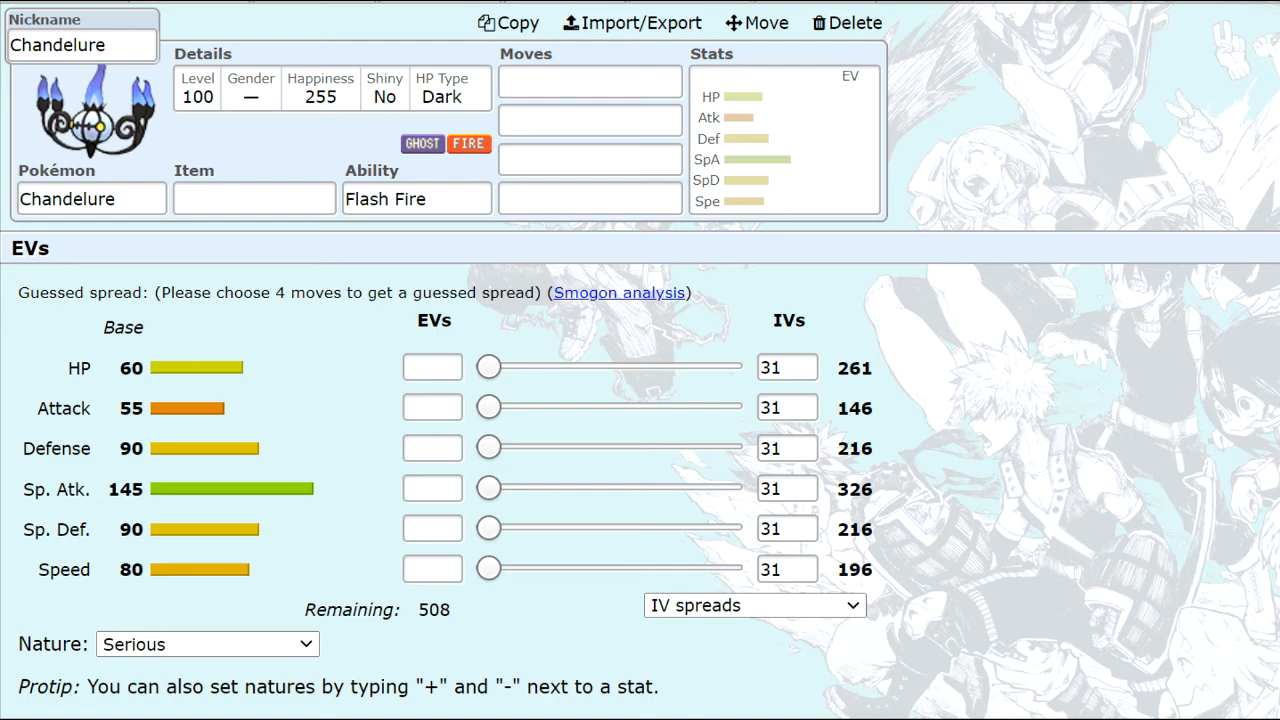 Nickname
Chandelure
Copy Import/Export Move Delete
Details
Level Gender Happiness Shiny HP Type
100 — 255 No Dark
GHOST FIRE
Pokémon Item Ability
Chandelure Flash Fire
Moves
Stats
EV
HP
Atk
Def
SpA
SpD
Spe
EVs
Guessed spread: (Please choose 4 moves to get a guessed spread) (Smogon analysis)
Base EVs IVs
HP 60 31 261
Attack 55 31 146
Defense 90 31 216
Sp. Atk. 145 31 326
Sp. Def. 90 31 216
Speed 80 31 196
Remaining: 508 IV spreads
Nature: Serious
Protip: You can also set natures by typing "+" and "-" next to a stat.